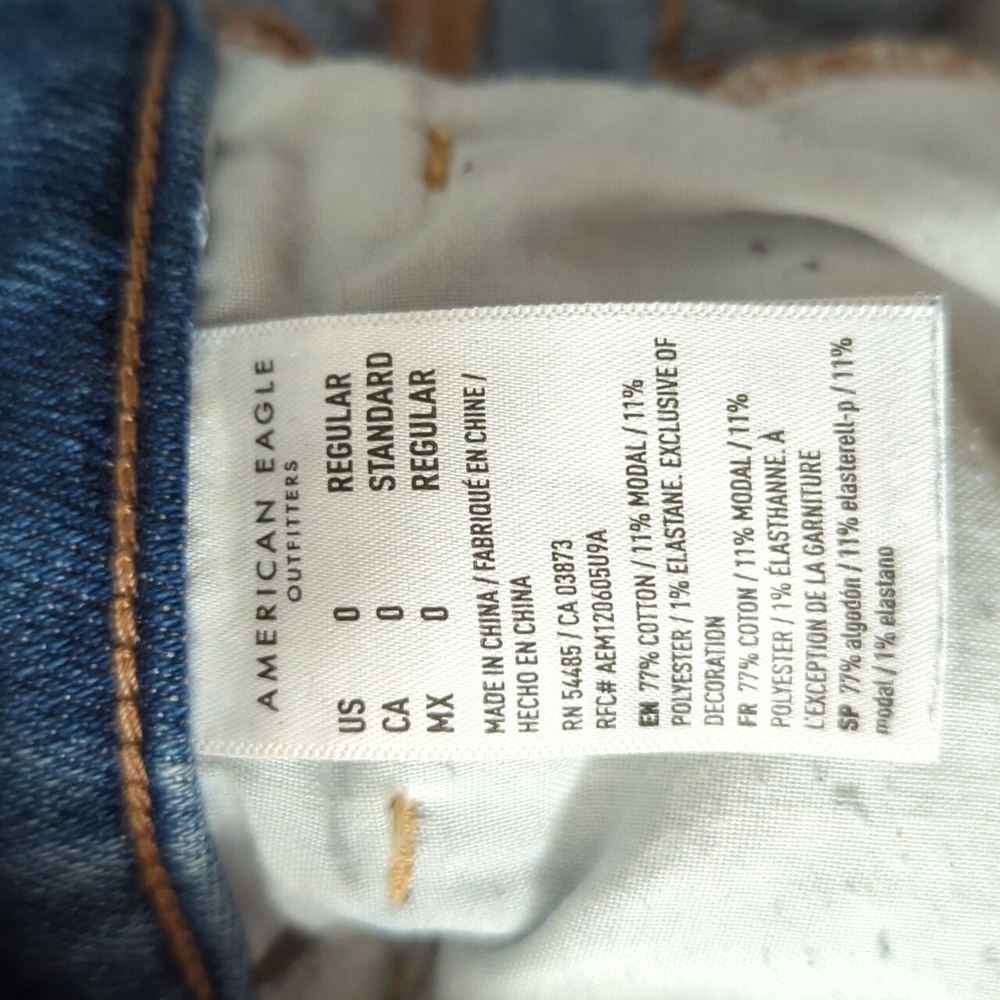 AMERICAN EAGLE
OUTFITTERS
US 0 REGULAR
CA 0 STANDARD
MX 0 REGULAR
MADE IN CHINA / FABRIQUÉ EN CHINE /
HECHO EN CHINA
RN 54485 / CA 03873
RFC# AEM120605U9A
EN 77% COTTON / 11% MODAL / 11%
POLYESTER / 1% ELASTANE. EXCLUSIVE OF
DECORATION
FR 77% COTON / 11% MODAL / 11%
POLYESTER / 1% ÉLASTHANNE. À
L'EXCEPTION DE LA GARNITURE
SP 77% algodón / 11% elasterell-p / 11%
modal / 1% elastano